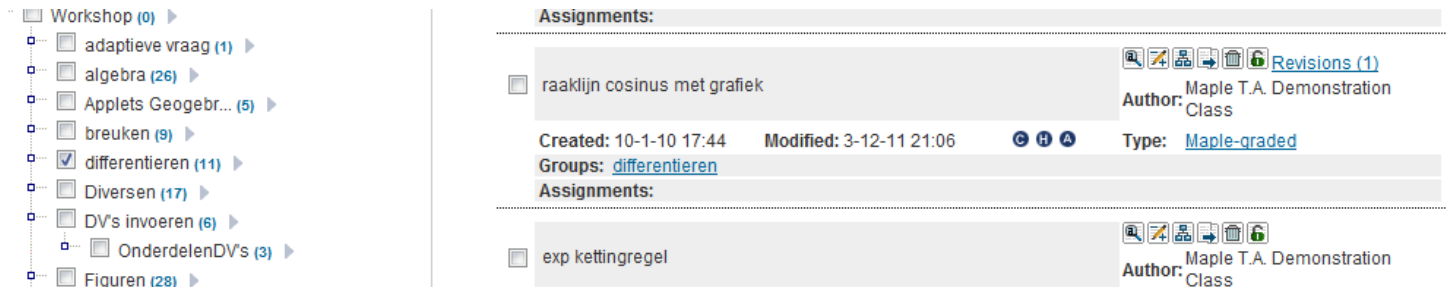 Workshop (0)
adaptieve vraag (1)
algebra (26)
Applets Geogebr... (5)
breuken (9)
differentieren (11)
Diversen (17)
DV's invoeren (6)
OnderdelenDV's (3)
Figuren (28)
Assignments:
raaklijn cosinus met grafiek
Revisions (1)
Author: Maple T.A. Demonstration
Class
Created: 10-1-10 17:44 Modified: 3-12-11 21:06 C H A Type: Maple-graded
Groups: differentieren
Assignments:
exp kettingregel
Author: Maple T.A. Demonstration
Class